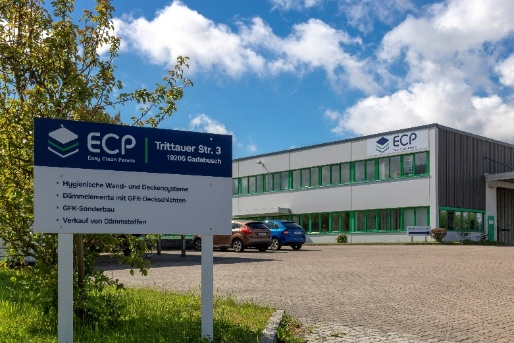 ECP
Easy Clean Panels
Trittauer Str. 3
19205 Gadebusch
• Hygienische Wand- und Deckensysteme
• Dämmelemente mit GFK-Deckschichten
• GFK-Sonderbau
• Verkauf von Dämmstoffen
ECP